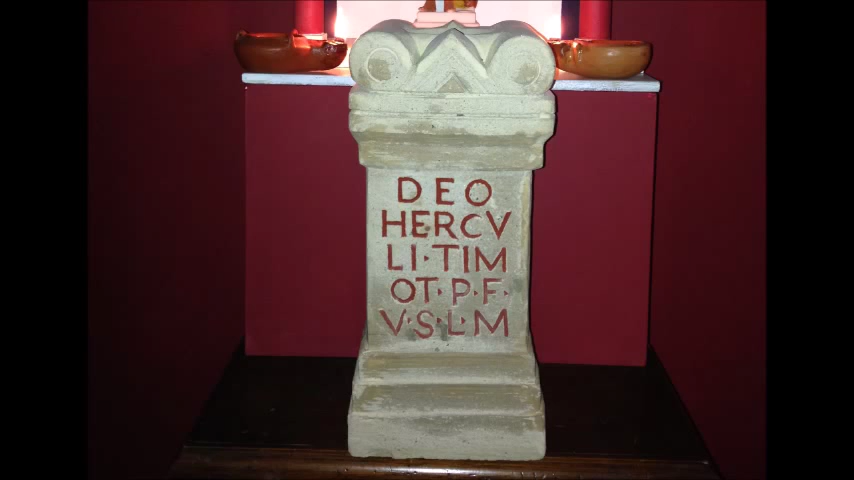 DEO
HERCV
LI·TIM
OT·P·F·
V·S·L·M